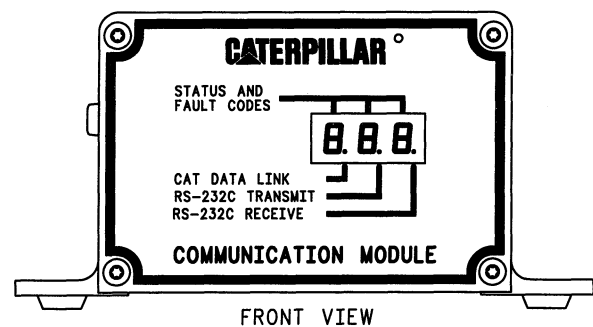 CATERPILLAR
STATUS AND
FAULT CODES
8.8.8.
CAT DATA LINK
RS-232C TRANSMIT
RS-232C RECEIVE
COMMUNICATION MODULE
FRONT VIEW